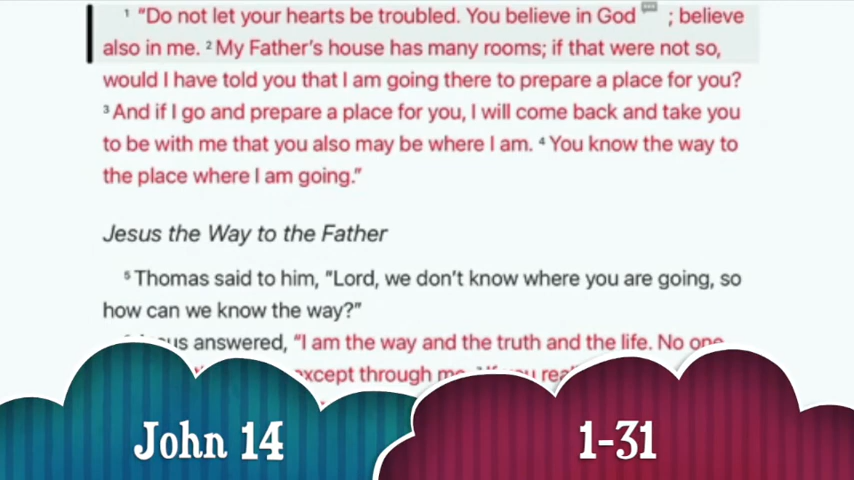 1 "Do not let your hearts be troubled. You believe in God ; believe
also in me. 2 My Father's house has many rooms; if that were not so,
would I have told you that I am going there to prepare a place for you?
3 And if I go and prepare a place for you, I will come back and take you
to be with me that you also may be where I am. 4 You know the way to
the place where I am going."
Jesus the Way to the Father
5 Thomas said to him, "Lord, we don't know where you are going, so
how can we know the way?"
answered, "I am the way and the truth and the life. No one
except through me.
John 14
1-31